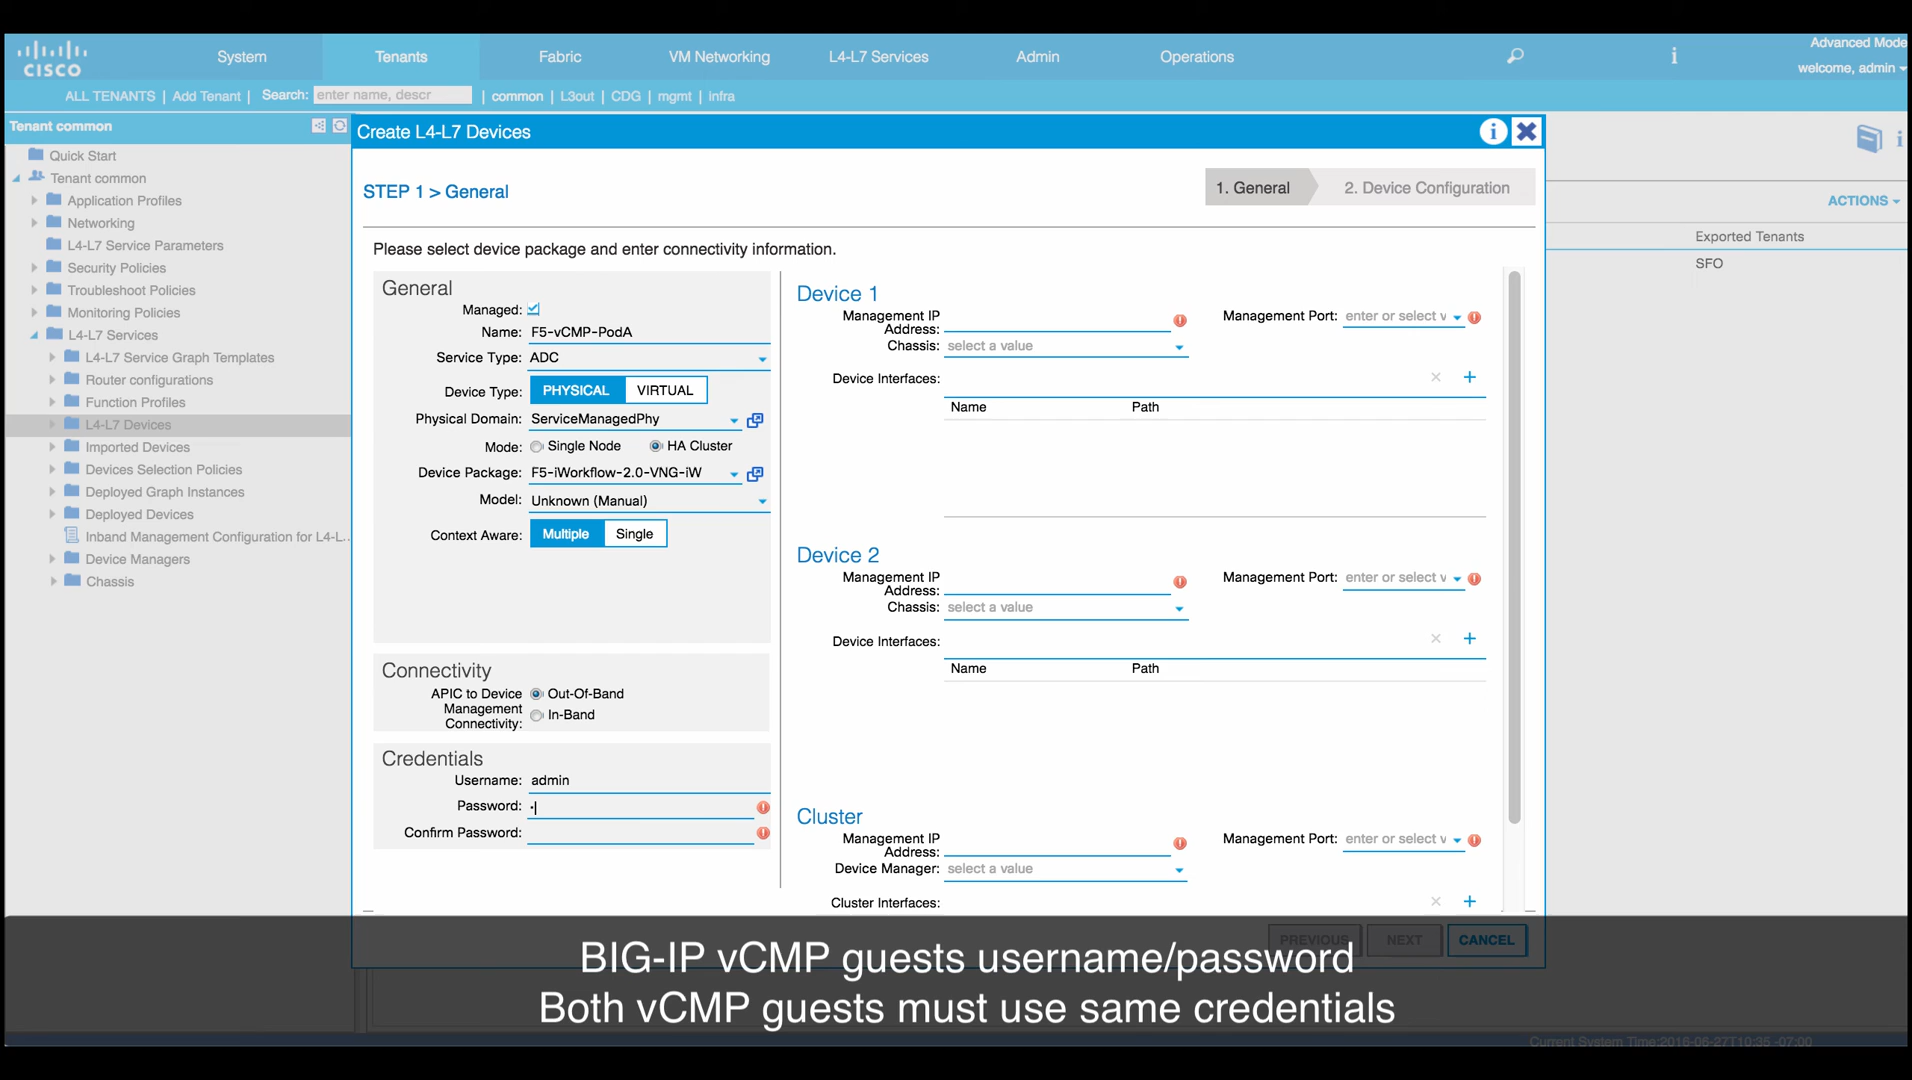 CISCO
System
Tenants
Fabric
VM Networking
L4-L7 Services
Admin
Operations
Advanced Mode
welcome, admin
ALL TENANTS | Add Tenant | Search: enter name, descr | common | L3out | CDG | mgmt | infra
Tenant common
Quick Start
Tenant common
Application Profiles
Networking
L4-L7 Service Parameters
Security Policies
Troubleshoot Policies
Monitoring Policies
L4-L7 Services
L4-L7 Service Graph Templates
Router configurations
Function Profiles
L4-L7 Devices
Imported Devices
Devices Selection Policies
Deployed Graph Instances
Deployed Devices
Inband Management Configuration for L4-L...
Device Managers
Chassis
ACTIONS
Exported Tenants
SFO
Create L4-L7 Devices
STEP 1 > General
1. General
2. Device Configuration
Please select device package and enter connectivity information.
General
Managed:
Name: F5-vCMP-PodA
Service Type: ADC
Device Type: PHYSICAL VIRTUAL
Physical Domain: ServiceManagedPhy
Mode: Single Node HA Cluster
Device Package: F5-iWorkflow-2.0-VNG-iW
Model: Unknown (Manual)
Context Aware: Multiple Single
Connectivity
APIC to Device
Management
Connectivity:
Out-Of-Band
In-Band
Credentials
Username: admin
Password:
Confirm Password:
Device 1
Management IP
Address:
Management Port: enter or select v
Chassis: select a value
Device Interfaces:
Name Path
Device 2
Management IP
Address:
Management Port: enter or select v
Chassis: select a value
Device Interfaces:
Name Path
Cluster
Management IP
Address:
Management Port: enter or select v
Device Manager: select a value
Cluster Interfaces:
PREVIOUS NEXT CANCEL
BIG-IP vCMP guests username/password
Both vCMP guests must use same credentials
Current System Time:2016-06-27T10:35 -07:00